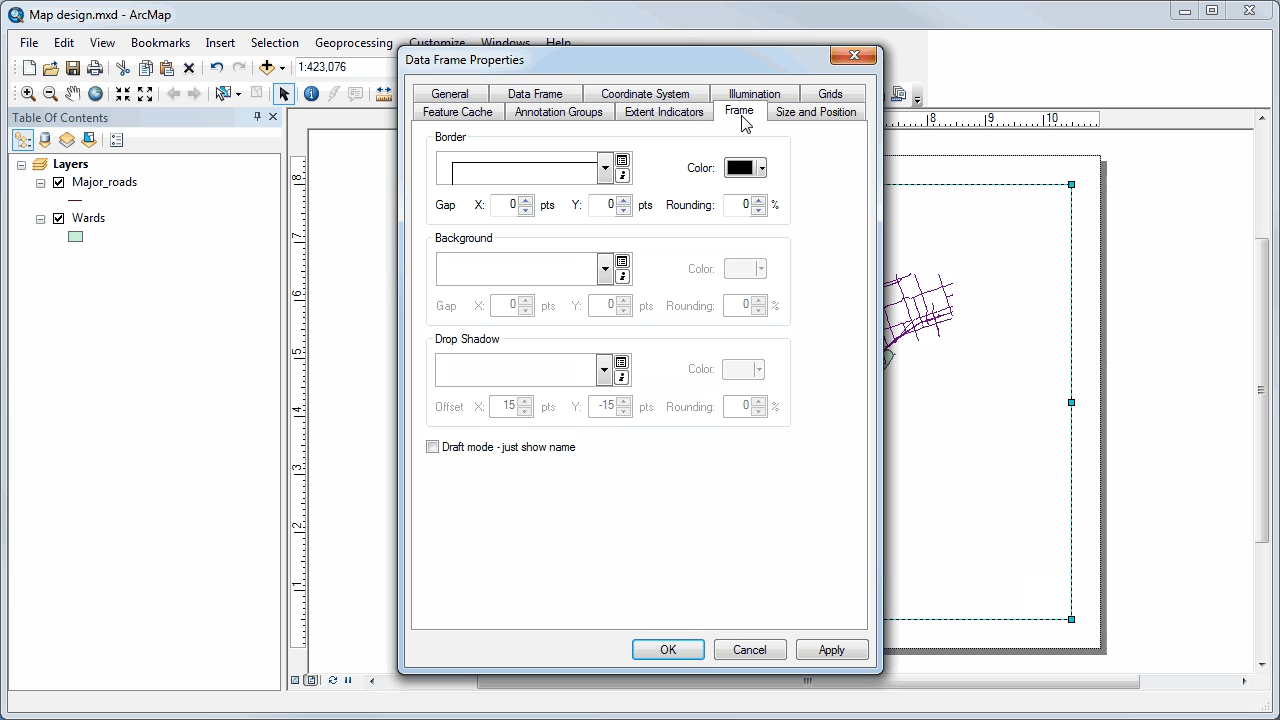 Map design.mxd - ArcMap
File Edit View Bookmarks Insert Selection Geoprocessing Customize Windows Help
1:423,076
Table Of Contents
Layers
Major_roads
Wards
Data Frame Properties
General Data Frame Coordinate System Illumination Grids
Feature Cache Annotation Groups Extent Indicators Frame Size and Position
Border
Color:
Gap X: 0 pts Y: 0 pts Rounding: 0 %
Background
Color:
Gap X: 0 pts Y: 0 pts Rounding: 0 %
Drop Shadow
Color:
Offset X: 15 pts Y: -15 pts Rounding: 0 %
Draft mode - just show name
OK Cancel Apply
8 9 10
8
7
6
5
4
3
2
1